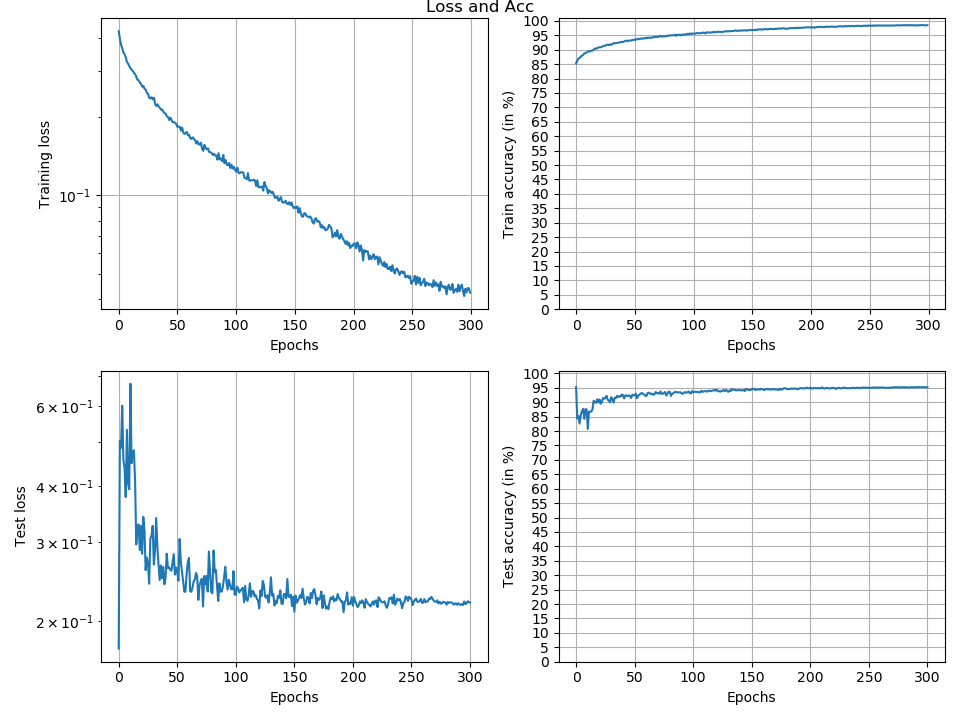 Loss and Acc
Training loss
10⁻¹
0 50 100 150 200 250 300
Epochs
Train accuracy (in %)
100
95
90
85
80
75
70
65
60
55
50
45
40
35
30
25
20
15
10
5
0
0 50 100 150 200 250 300
Epochs
Test loss
6 × 10⁻¹
4 × 10⁻¹
3 × 10⁻¹
2 × 10⁻¹
0 50 100 150 200 250 300
Epochs
Test accuracy (in %)
100
95
90
85
80
75
70
65
60
55
50
45
40
35
30
25
20
15
10
5
0
0 50 100 150 200 250 300
Epochs